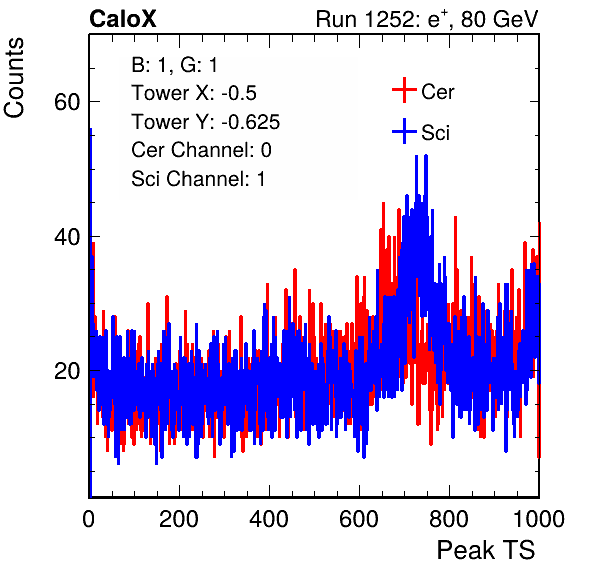 CaloX
Run 1252: e+, 80 GeV
Counts
B: 1, G: 1
Tower X: -0.5
Tower Y: -0.625
Cer Channel: 0
Sci Channel: 1
Cer
Sci
60
40
20
0 200 400 600 800 1000
Peak TS